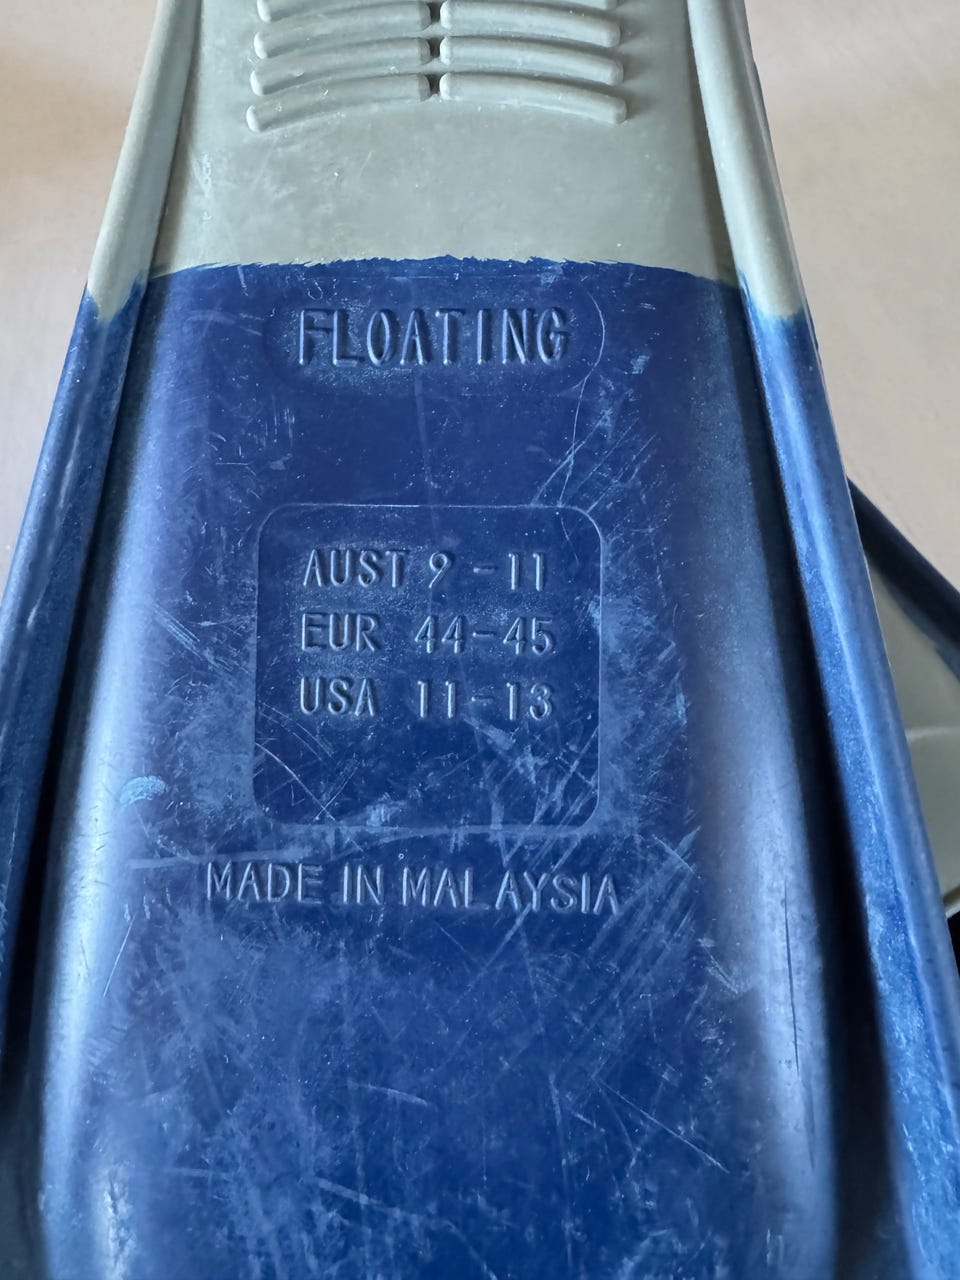 FLOATING
AUST 9 - 11
EUR 44-45
USA 11-13
MADE IN MALAYSIA